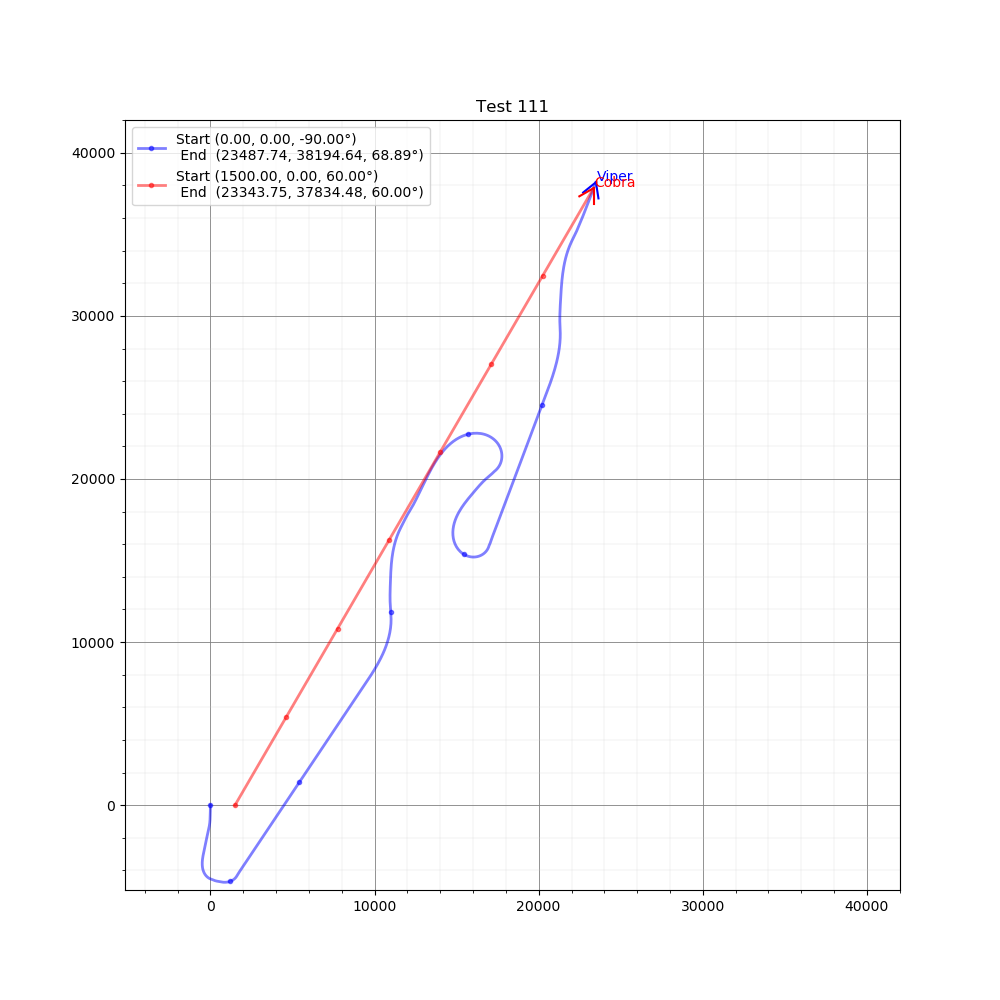 Test 111
Start (0.00, 0.00, -90.00°)
End  (23487.74, 38194.64, 68.89°)
Start (1500.00, 0.00, 60.00°)
End  (23343.75, 37834.48, 60.00°)
Viper
Cobra
40000
30000
20000
10000
0
0 10000 20000 30000 40000